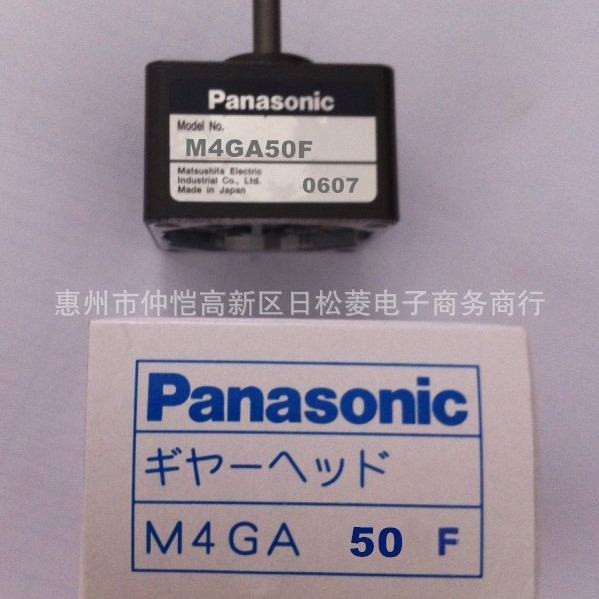 Panasonic
Model No.
M4GA50F
Matsushita Electric
Industrial Co., Ltd.
Made in Japan
0607
惠州市仲恺高新区日松菱电子商务商行
Panasonic
ギヤーヘッド
M4GA 50 F